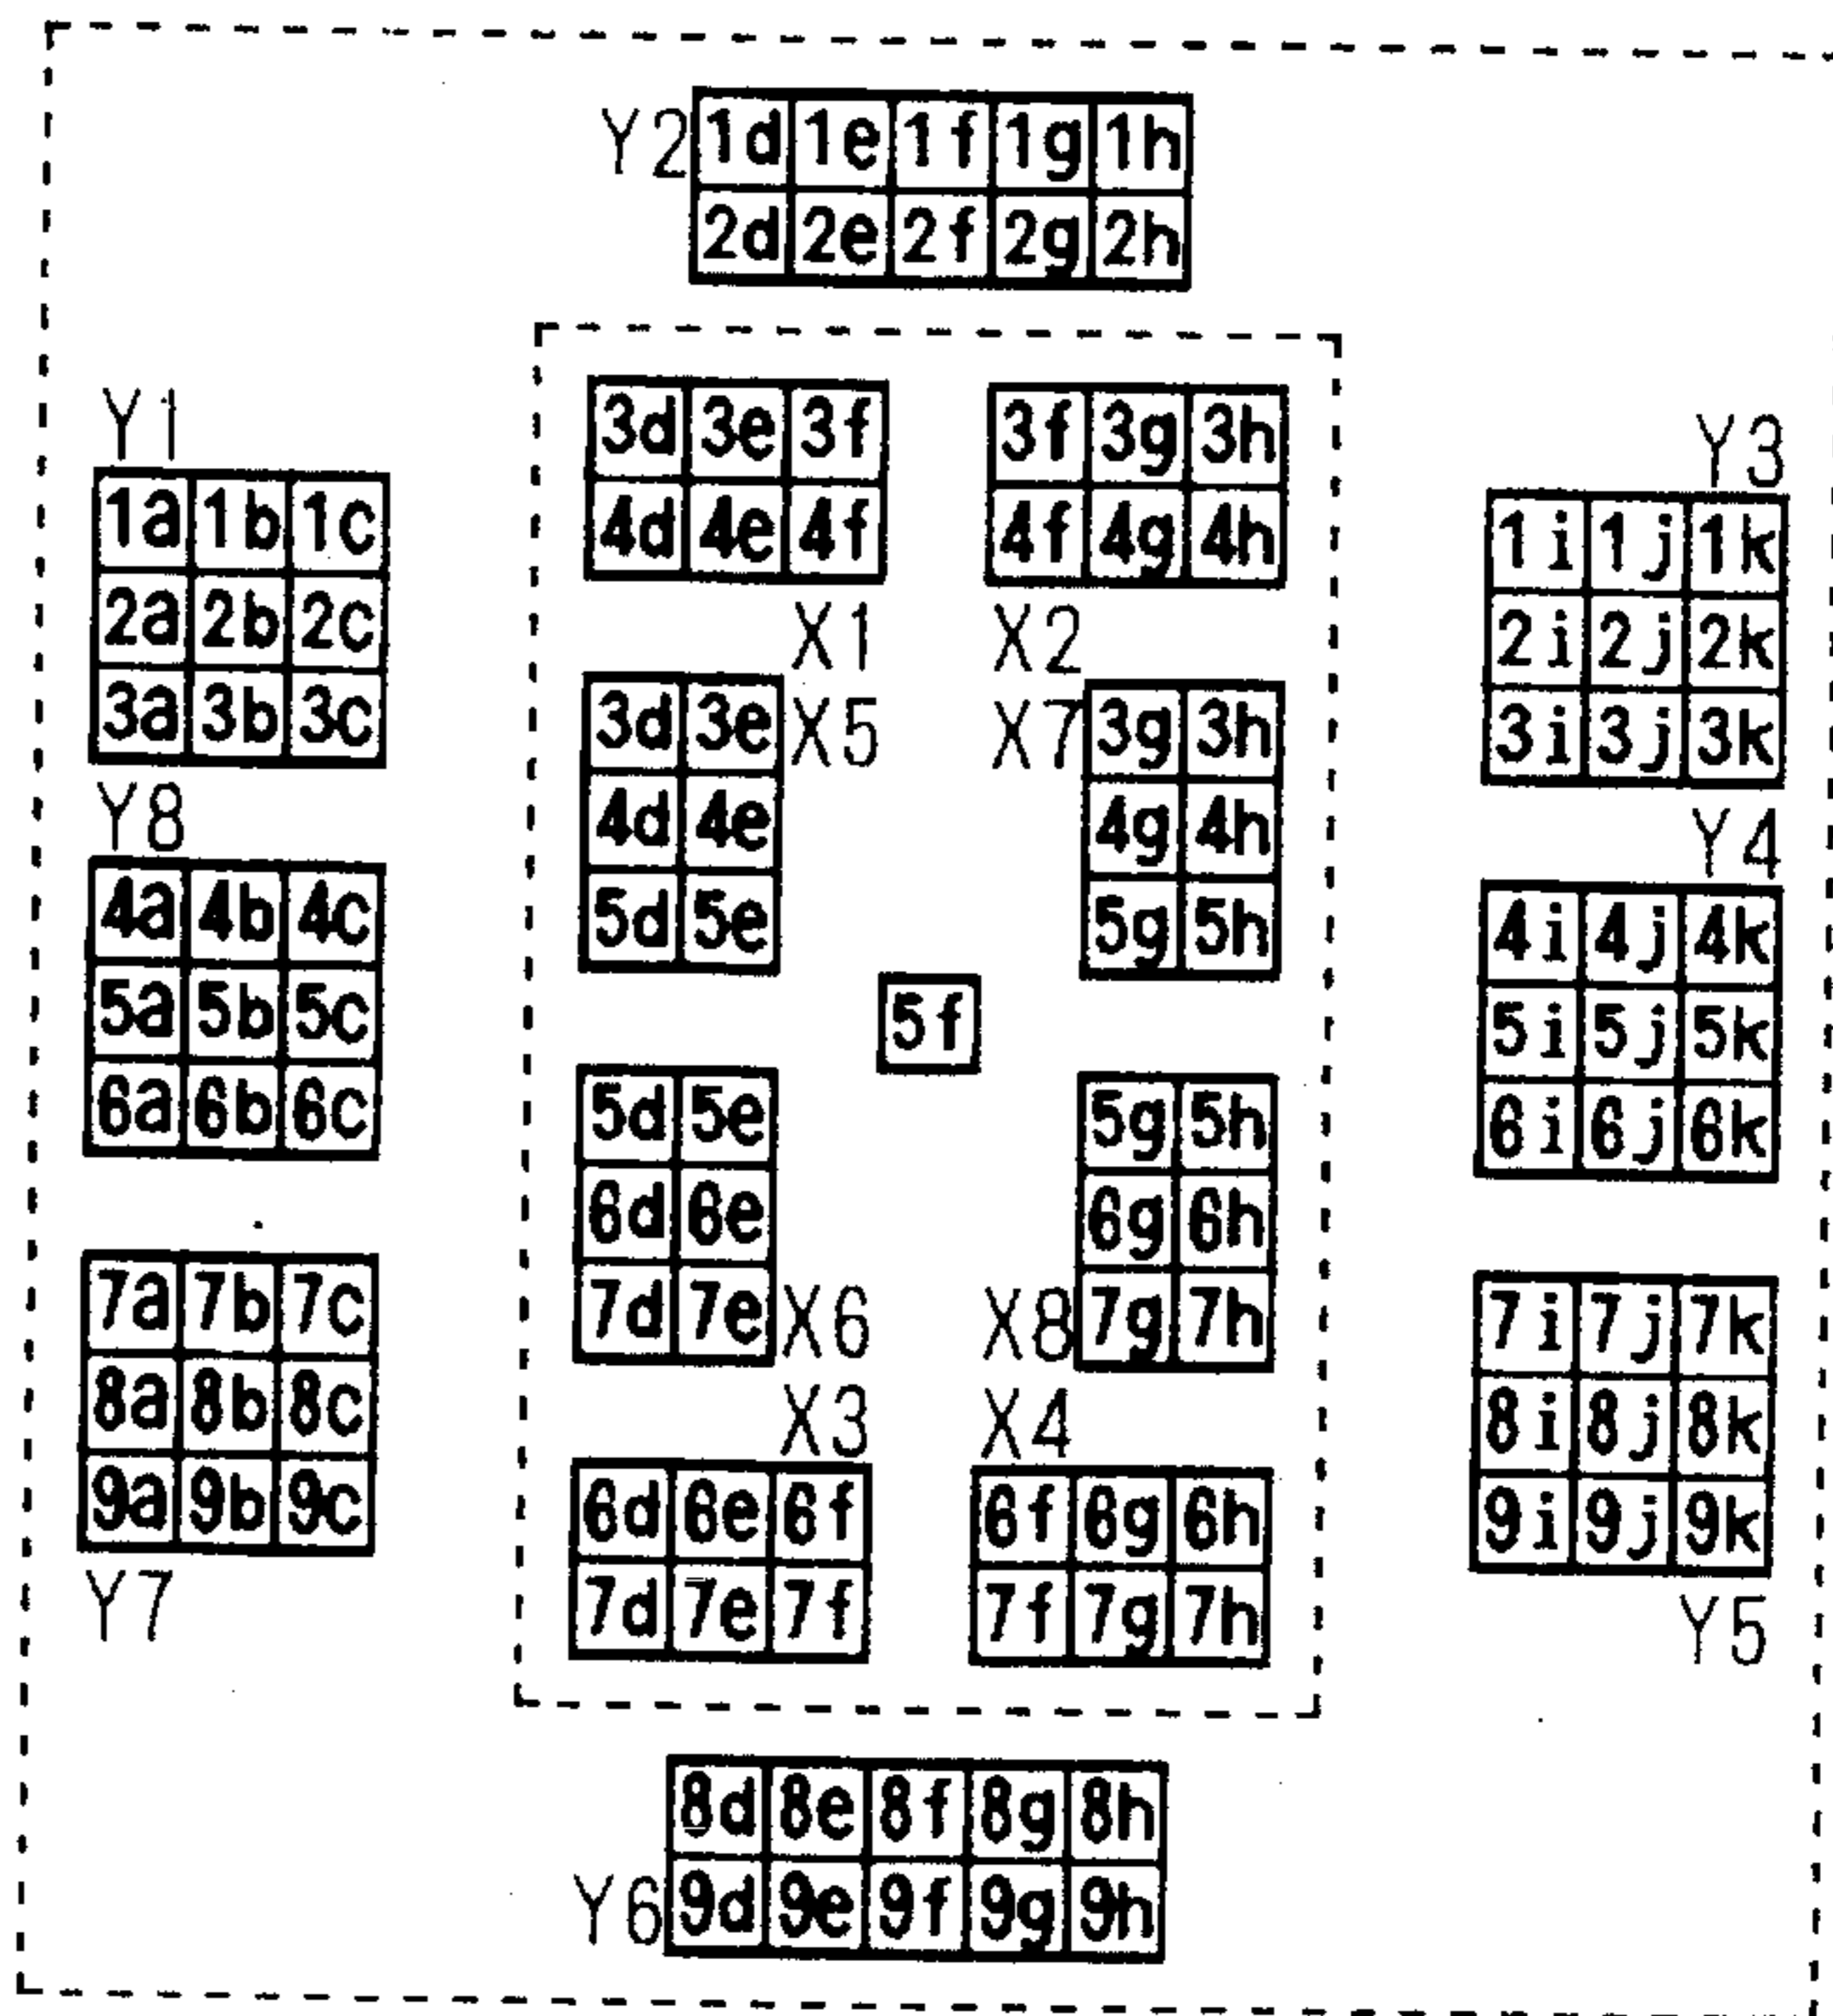 Y2
1d 1e 1f 1g 1h
2d 2e 2f 2g 2h
Y1
1a 1b 1c
2a 2b 2c
3a 3b 3c
Y8
4a 4b 4c
5a 5b 5c
6a 6b 6c
7a 7b 7c
8a 8b 8c
9a 9b 9c
Y7
3d 3e 3f
4d 4e 4f
X1
3f 3g 3h
4f 4g 4h
X2
3d 3e
4d 4e
5d 5e
X5
X7
3g 3h
4g 4h
5g 5h
5f
5d 5e
6d 6e
7d 7e
X6
5g 5h
6g 6h
7g 7h
X8
X3
6d 6e 6f
7d 7e 7f
X4
6f 6g 6h
7f 7g 7h
Y3
1i 1j 1k
2i 2j 2k
3i 3j 3k
Y4
4i 4j 4k
5i 5j 5k
6i 6j 6k
7i 7j 7k
8i 8j 8k
9i 9j 9k
Y5
8d 8e 8f 8g 8h
9d 9e 9f 9g 9h
Y6